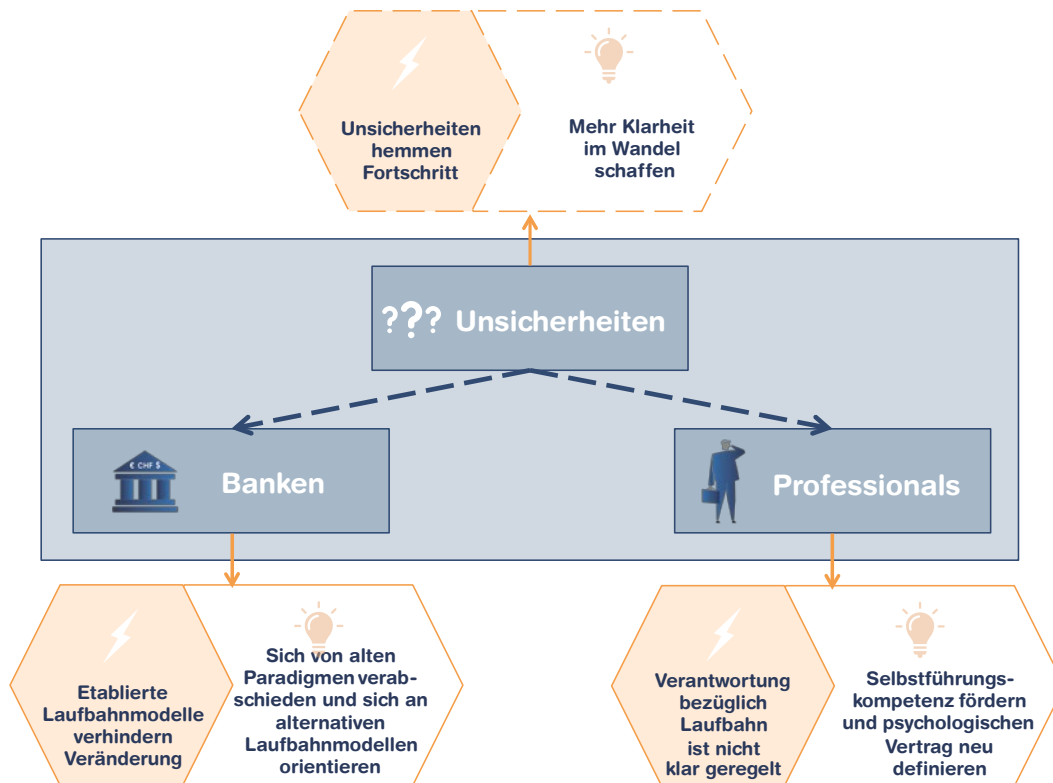 Unsicherheiten
hemmen
Fortschritt
Mehr Klarheit
im Wandel
schaffen
??? Unsicherheiten
€ CHF $
Banken
Professionals
Etablierte
Laufbahnmodelle
verhindern
Veränderung
Sich von alten
Paradigmen verab-
schieden und sich an
alternativen
Laufbahnmodellen
orientieren
Verantwortung
bezüglich
Laufbahn
ist nicht
klar geregelt
Selbstführungs-
kompetenz fördern
und psychologischen
Vertrag neu
definieren